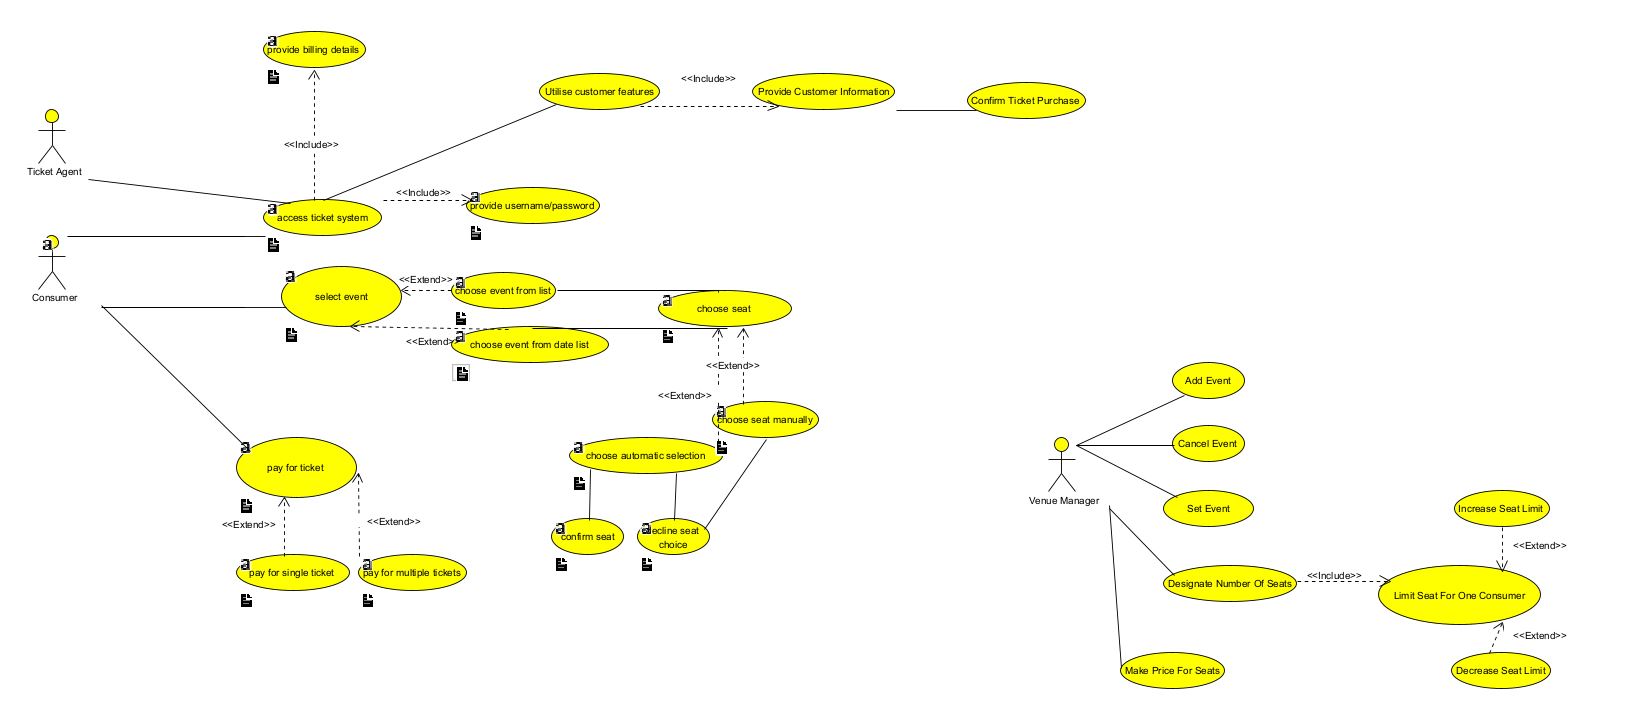 provide billing details
Utilise customer features
<<Include>>
Provide Customer Information
Confirm Ticket Purchase
<<Include>>
Ticket Agent
<<Include>>
provide username/password
access ticket system
Consumer
select event
<<Extend>>
choose event from list
choose seat
<<Extend>>
choose event from date list
<<Extend>>
<<Extend>>
choose seat manually
choose automatic selection
confirm seat
decline seat
choice
pay for ticket
<<Extend>>
<<Extend>>
pay for single ticket
pay for multiple tickets
Add Event
Cancel Event
Venue Manager
Set Event
Increase Seat Limit
<<Extend>>
Designate Number Of Seats
<<Include>>
Limit Seat For One Consumer
<<Extend>>
Make Price For Seats
Decrease Seat Limit